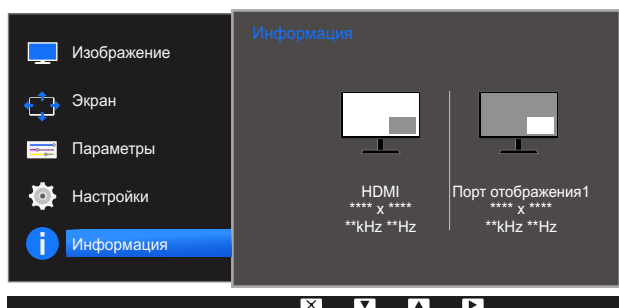 Изображение
Экран
Параметры
Настройки
Информация
Информация
HDMI
**** x ****
**kHz **Hz
Порт отображения1
**** x ****
**kHz **Hz